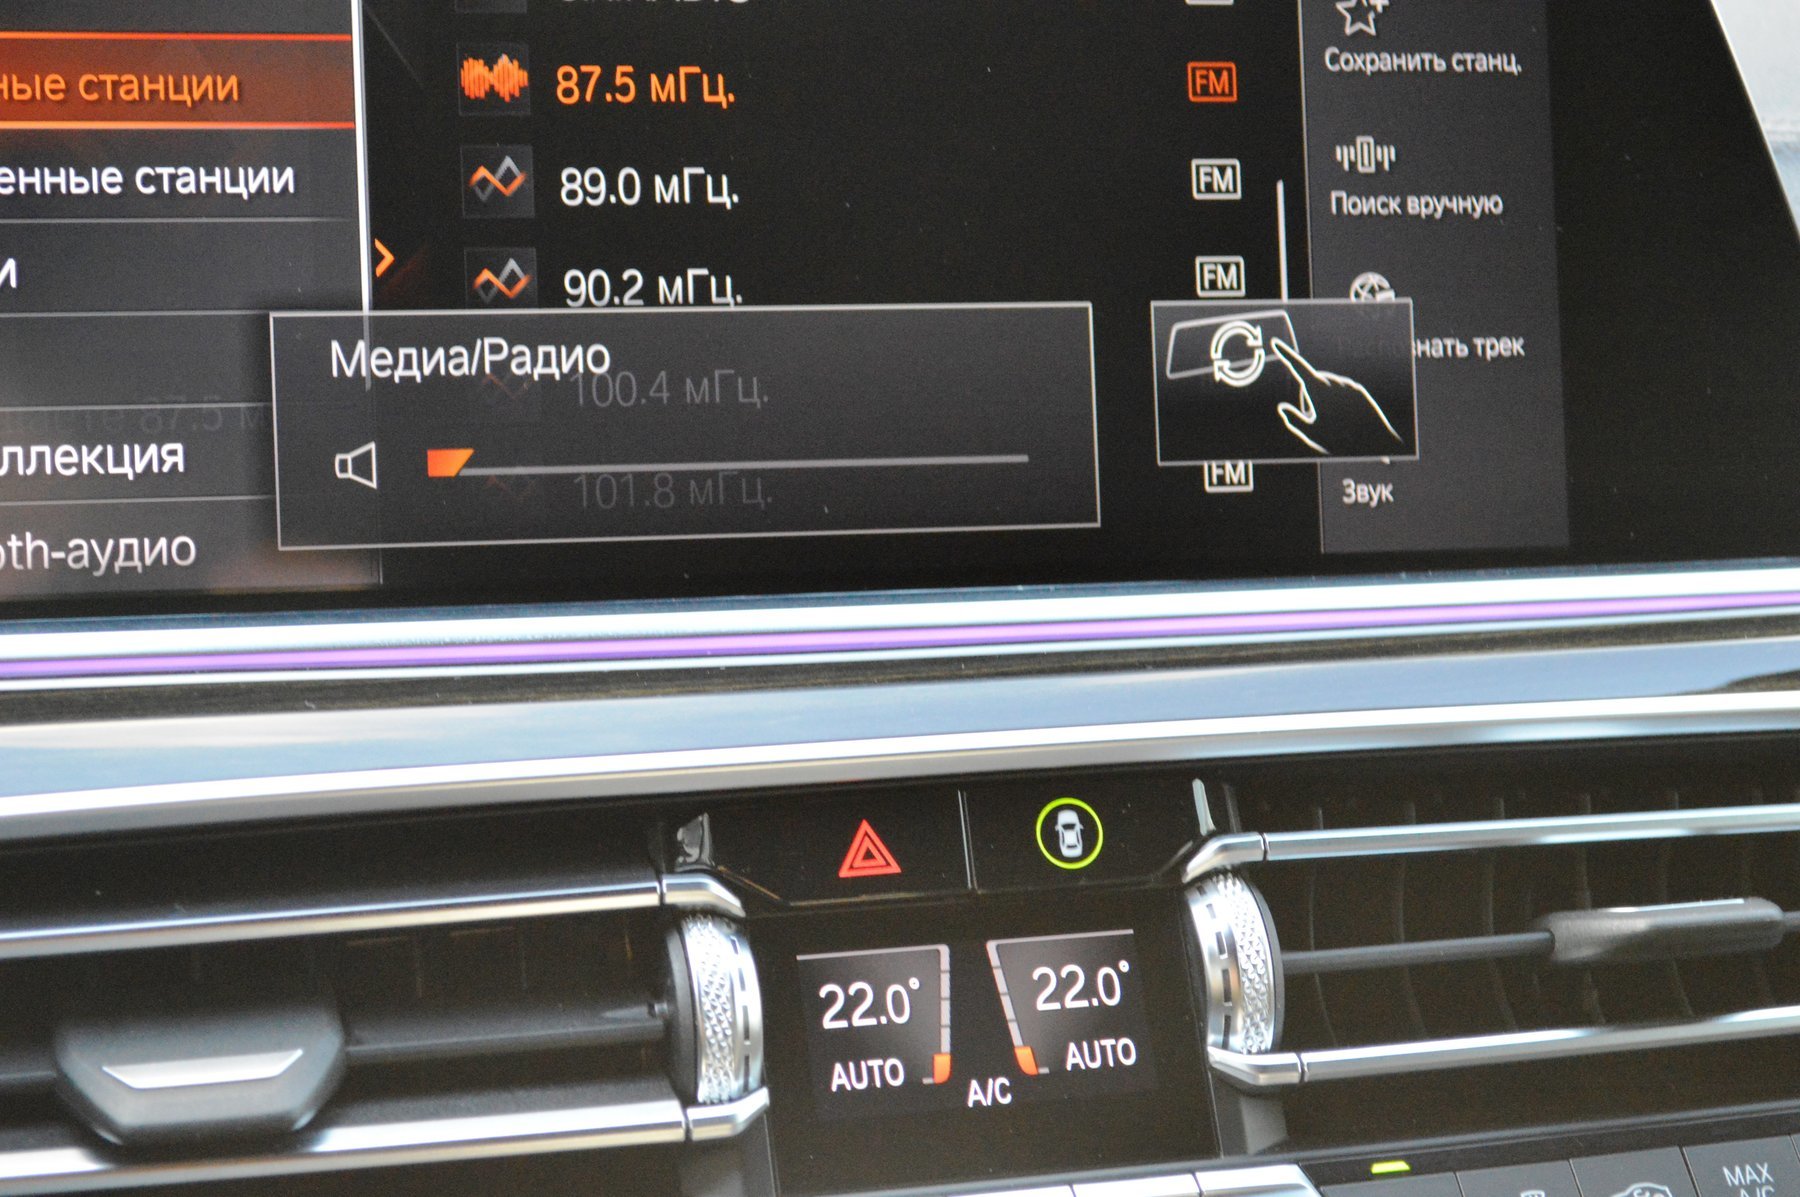 ные станции
енные станции
и
ллекция
oth-аудио
87.5 мГц.
FM
89.0 мГц.
FM
90.2 мГц.
FM
Медиа/Радио
100.4 мГц.
101.8 мГц.
FM
Сохранить станц.
Поиск вручную
нать трек
Звук
22.0°
22.0°
AUTO
AUTO
A/C
MAX